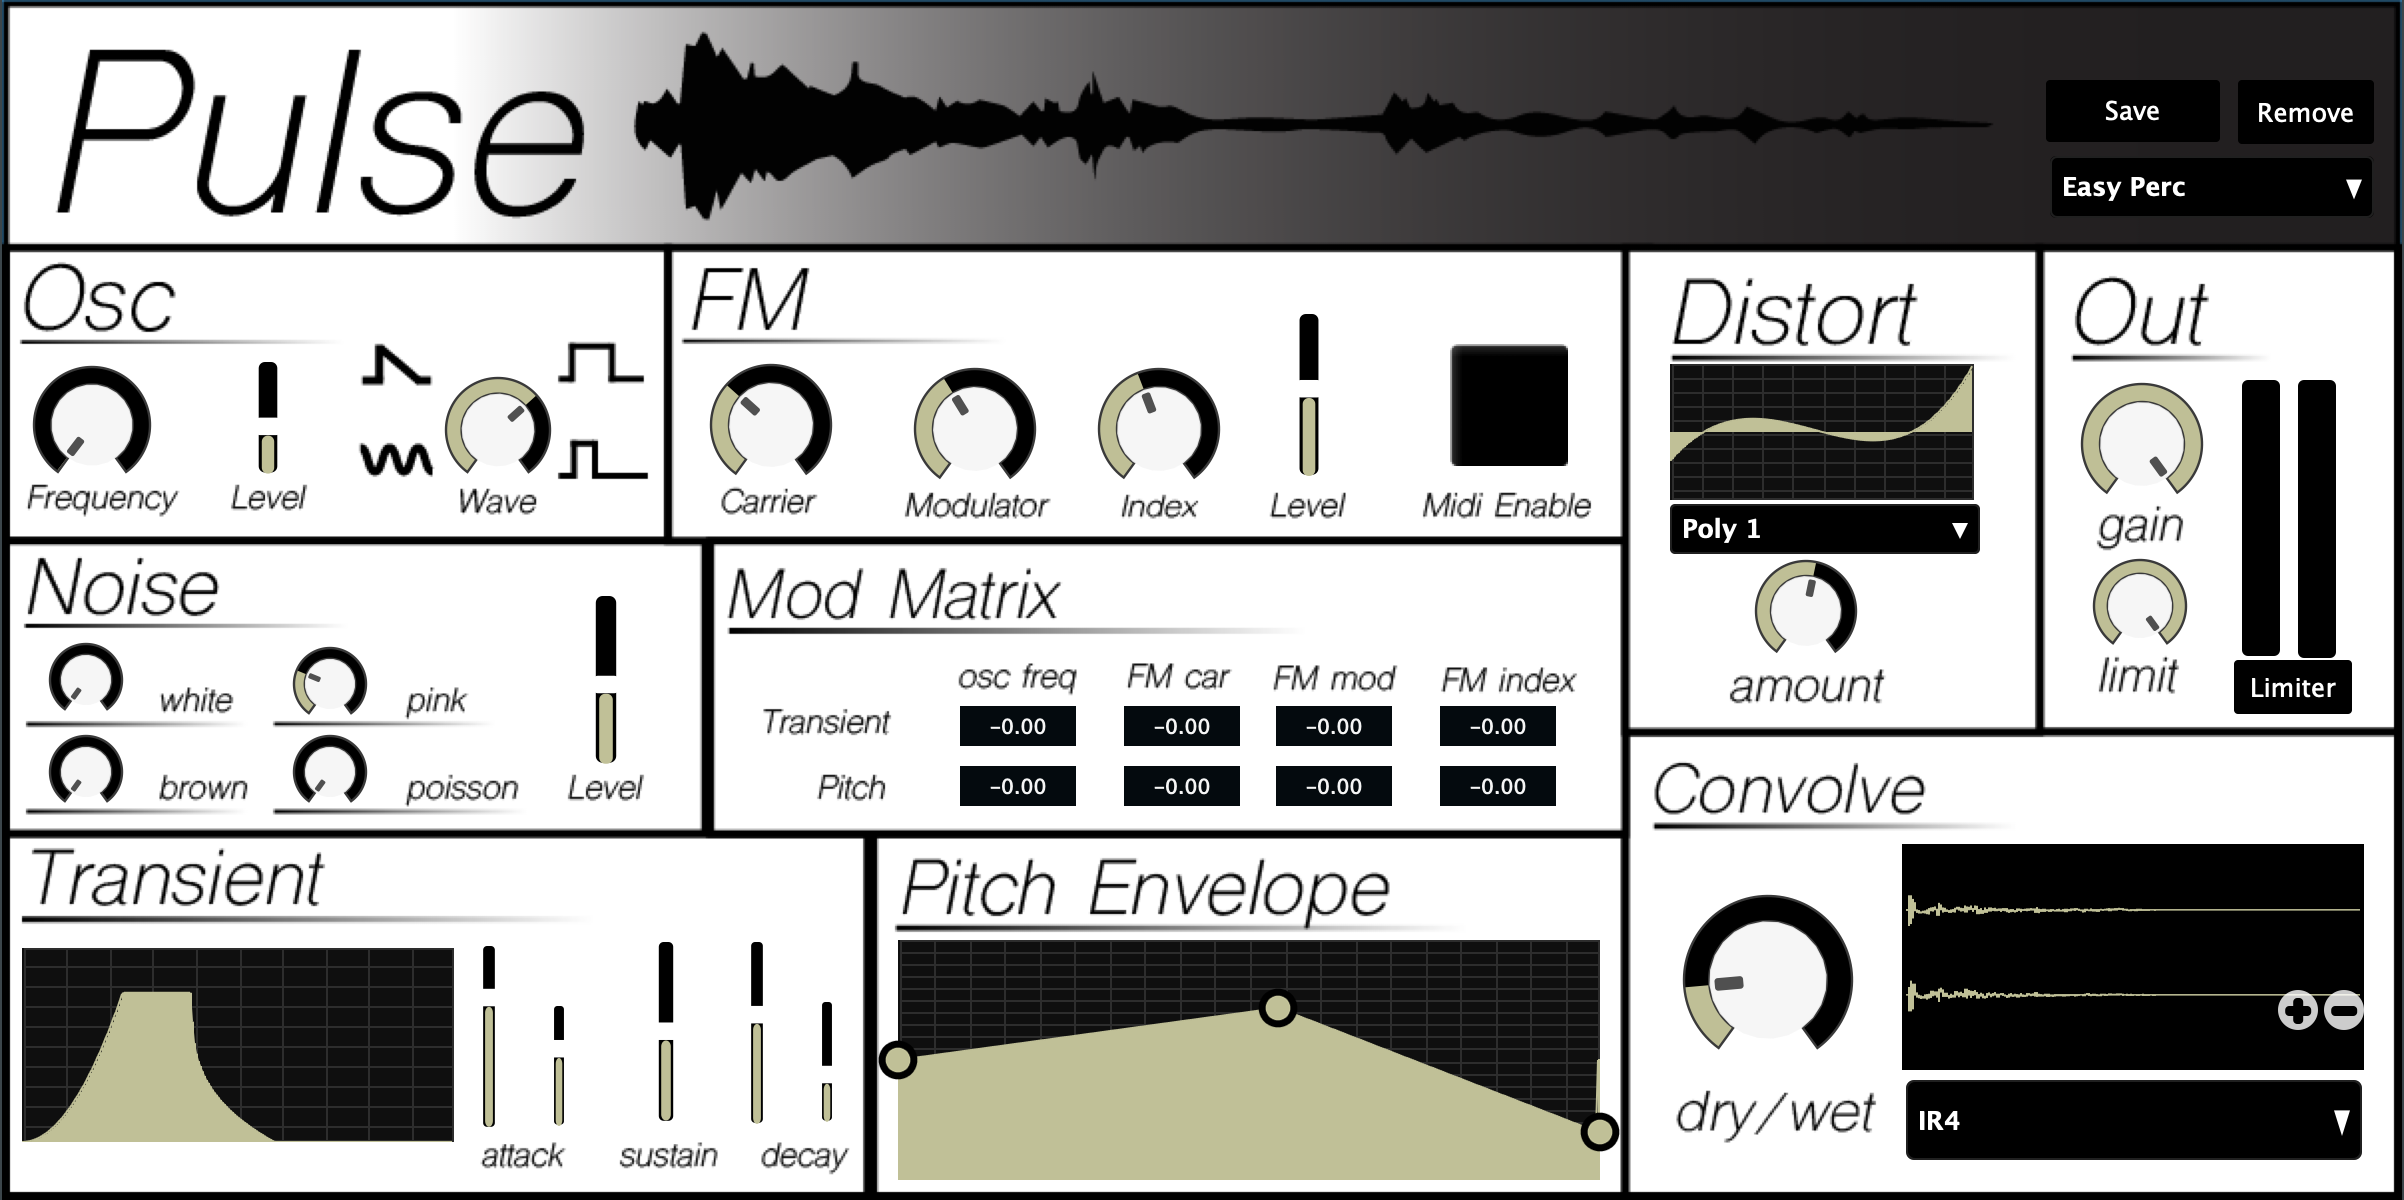 Pulse
Save
Remove
Easy Perc
Osc
Frequency
Level
Wave
FM
Carrier
Modulator
Index
Level
Midi Enable
Distort
Poly 1
amount
Out
gain
limit
Limiter
Noise
white
pink
brown
poisson
Level
Mod Matrix
osc freq FM car FM mod FM index
Transient -0.00 -0.00 -0.00 -0.00
Pitch -0.00 -0.00 -0.00 -0.00
Transient
attack
sustain
decay
Pitch Envelope
Convolve
dry/wet
IR4